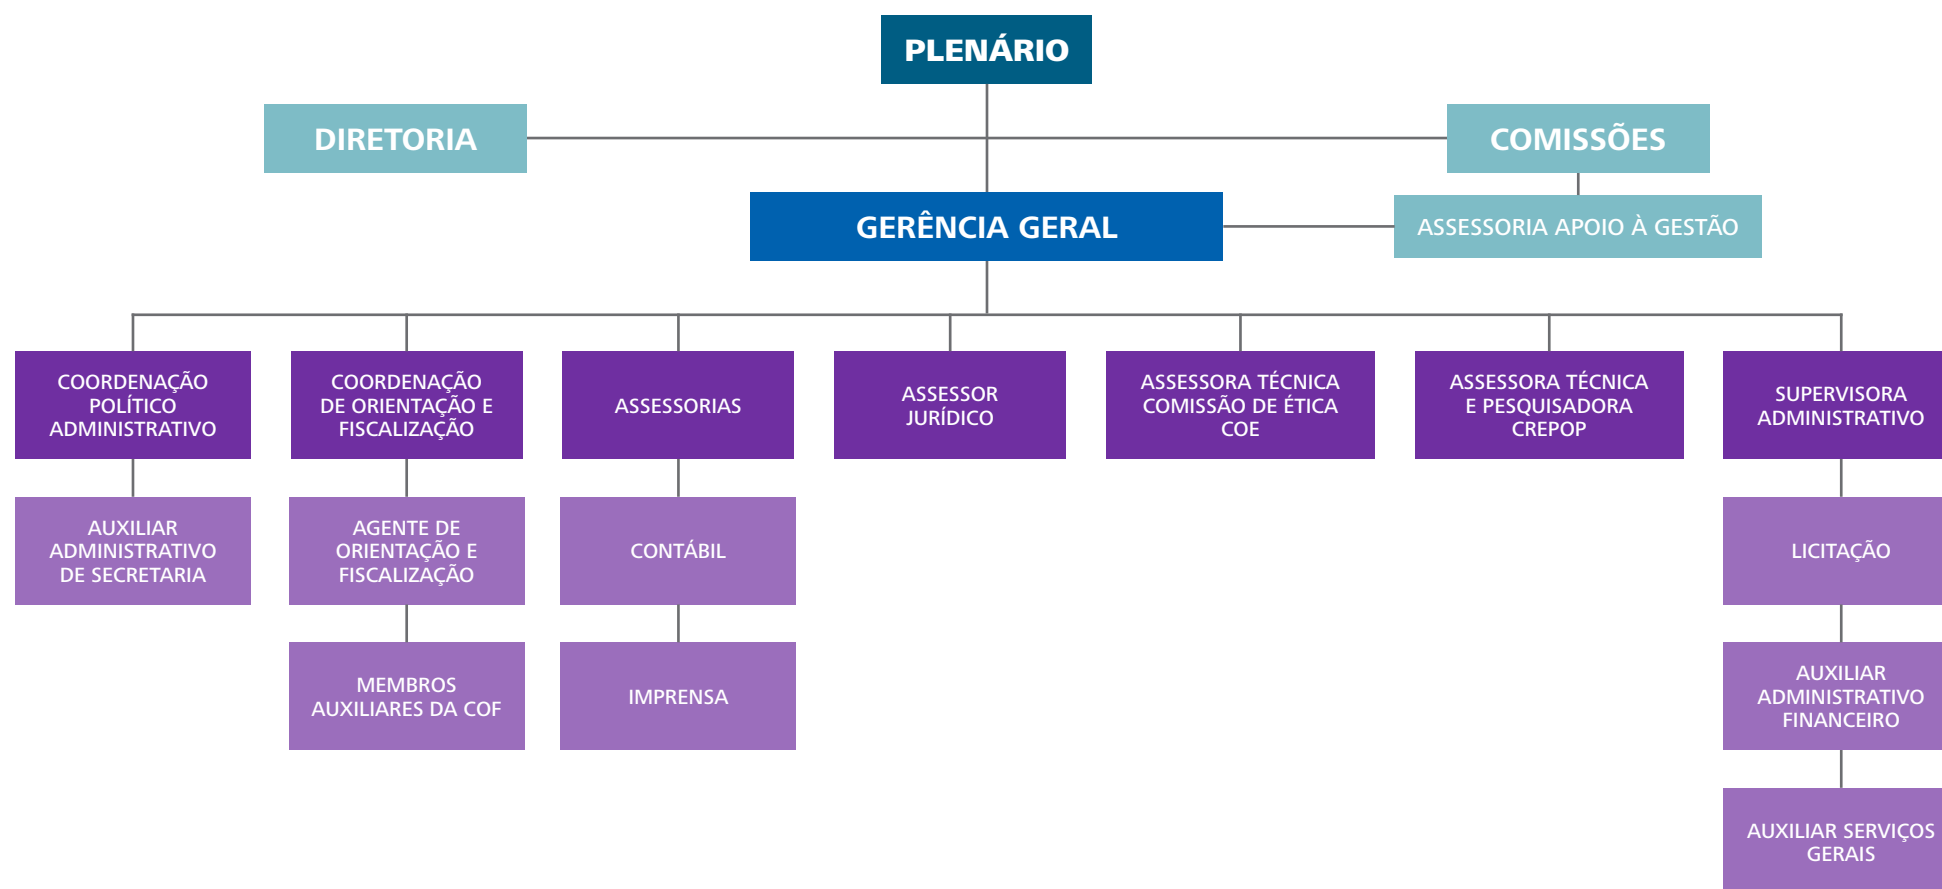 PLENÁRIO
DIRETORIA
COMISSÕES
GERÊNCIA GERAL
ASSESSORIA APOIO À GESTÃO
COORDENAÇÃO
POLÍTICO
ADMINISTRATIVO
COORDENAÇÃO
DE ORIENTAÇÃO E
FISCALIZAÇÃO
ASSESSORIAS
ASSESSOR
JURÍDICO
ASSESSORA TÉCNICA
COMISSÃO DE ÉTICA
COE
ASSESSORA TÉCNICA
E PESQUISADORA
CREPOP
SUPERVISORA
ADMINISTRATIVO
AUXILIAR
ADMINISTRATIVO
DE SECRETARIA
AGENTE DE
ORIENTAÇÃO E
FISCALIZAÇÃO
CONTÁBIL
LICITAÇÃO
MEMBROS
AUXILIARES DA COF
IMPRENSA
AUXILIAR
ADMINISTRATIVO
FINANCEIRO
AUXILIAR SERVIÇOS
GERAIS